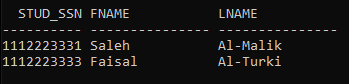 STUD_SSN FNAME LNAME
---------- --------------- ---------------
1112223331 Saleh Al-Malik
1112223333 Faisal Al-Turki